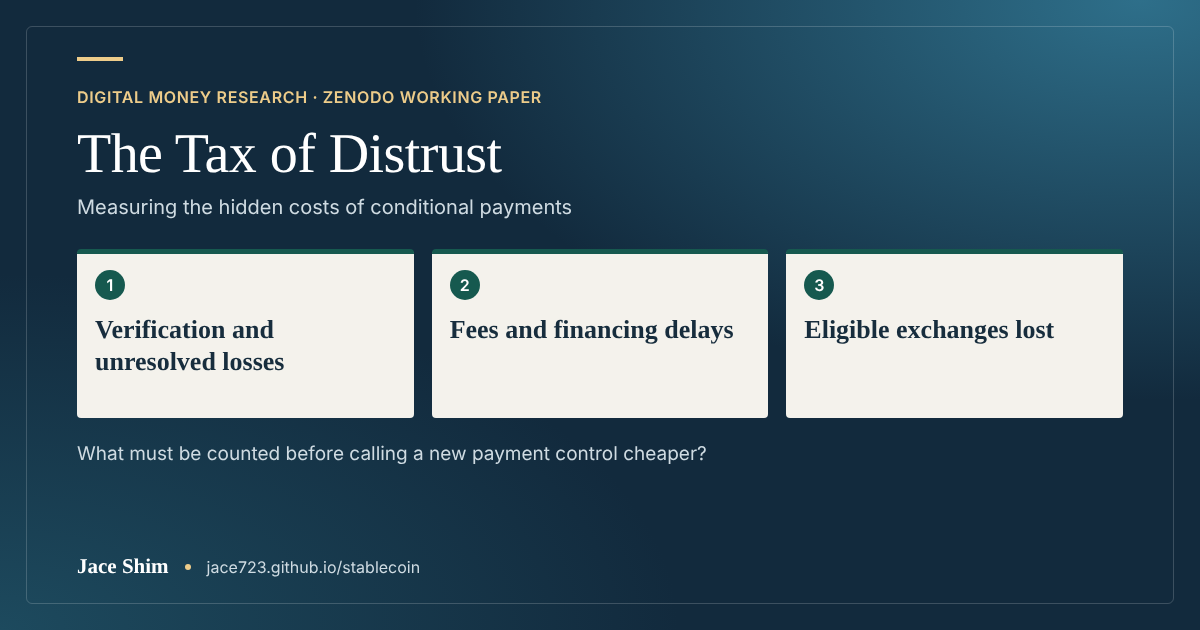 DIGITAL MONEY RESEARCH · ZENODO WORKING PAPER
The Tax of Distrust
Measuring the hidden costs of conditional payments
1
Verification and
unresolved losses
2
Fees and financing delays
3
Eligible exchanges lost
What must be counted before calling a new payment control cheaper?
Jace Shim • jace723.github.io/stablecoin